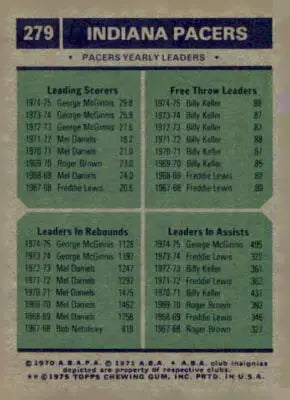 279
INDIANA PACERS
• PACERS YEARLY LEADERS •
Leading Scorers
1974-75 George McGinnis 29.8
1973-74 George McGinnis 25.9
1972-73 George McGinnis 27.6
1971-72 Mel Daniels 19.2
1970-71 Mel Daniels 21.0
1969-70 Roger Brown 23.0
1968-69 Mel Daniels 24.0
1967-68 Freddie Lewis 20.6
Free Throw Leaders
1974-75 Billy Keller
1973-74 Billy Keller 87
1972-73 Billy Keller 87
1971-72 Billy Keller 88
1970-71 Billy Keller 87
1969-70 Billy Keller
1968-69 Freddie Lewis
1967-68 Freddie Lewis 80
Leaders In Rebounds
1974-75 George McGinnis 1126
1973-74 George McGinnis 1197
1972-73 Mel Daniels 1247
1971-72 Mel Daniels 1297
1970-71 Mel Daniels 1475
1969-70 Mel Daniels 1462
1968-69 Mel Daniels 1256
1967-68 Bob Netolicky 819
Leaders In Assists
1974-75 George McGinnis 495
1973-74 Freddie Lewis 322
1972-73 Billy Keller 361
1971-72 Freddie Lewis
1970-71 Billy Keller 437
1969-70 Roger Brown 392
1968-69 Freddie Lewis 346
1967-68 Roger Brown 327
©1970 A.B.A.P.A. ©1971 A.B.A. • A.B.A. club insignias
depicted are property of respective clubs.
**©1975 TOPPS CHEWING GUM, INC. PRTD. IN U.S.A.